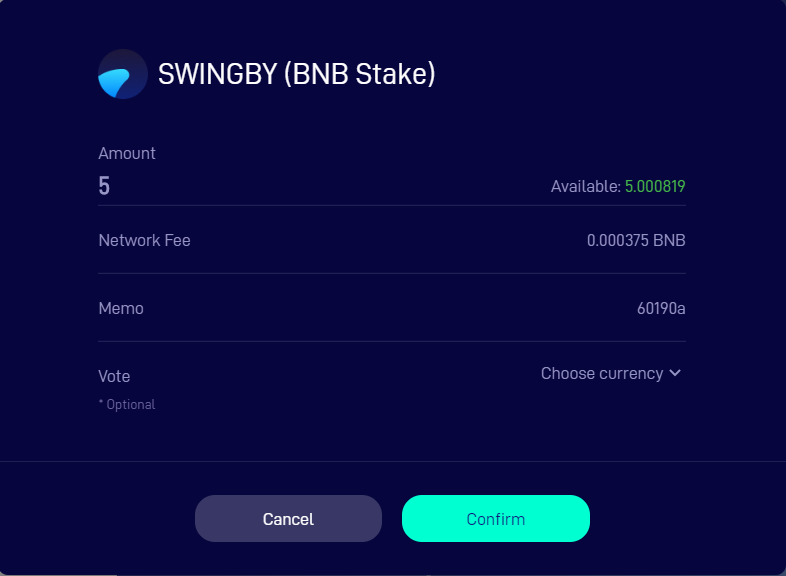 SWINGBY (BNB Stake)
Amount
5
Available: 5.000819
Network Fee
0.000375 BNB
Memo
60190a
Vote
Choose currency
* Optional
Cancel
Confirm